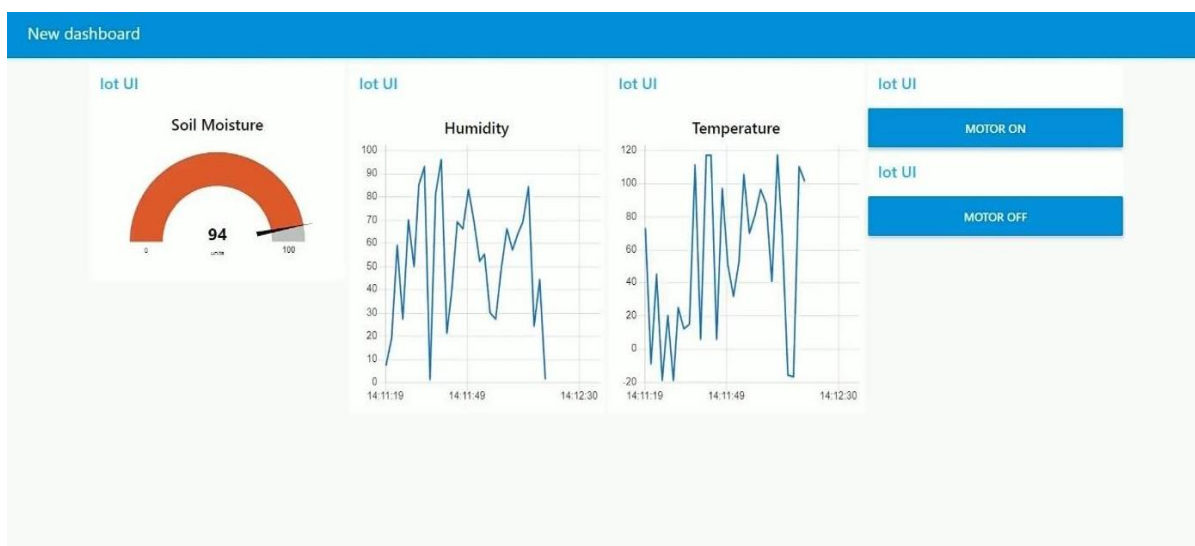 New dashboard
Iot UI
Soil Moisture
94
units
0
100
Iot UI
Humidity
100
90
80
70
60
50
40
30
20
10
0
14:11:19 14:11:49 14:12:30
Iot UI
Temperature
120
100
80
60
40
20
0
-20
14:11:19 14:11:49 14:12:30
Iot UI
MOTOR ON
Iot UI
MOTOR OFF